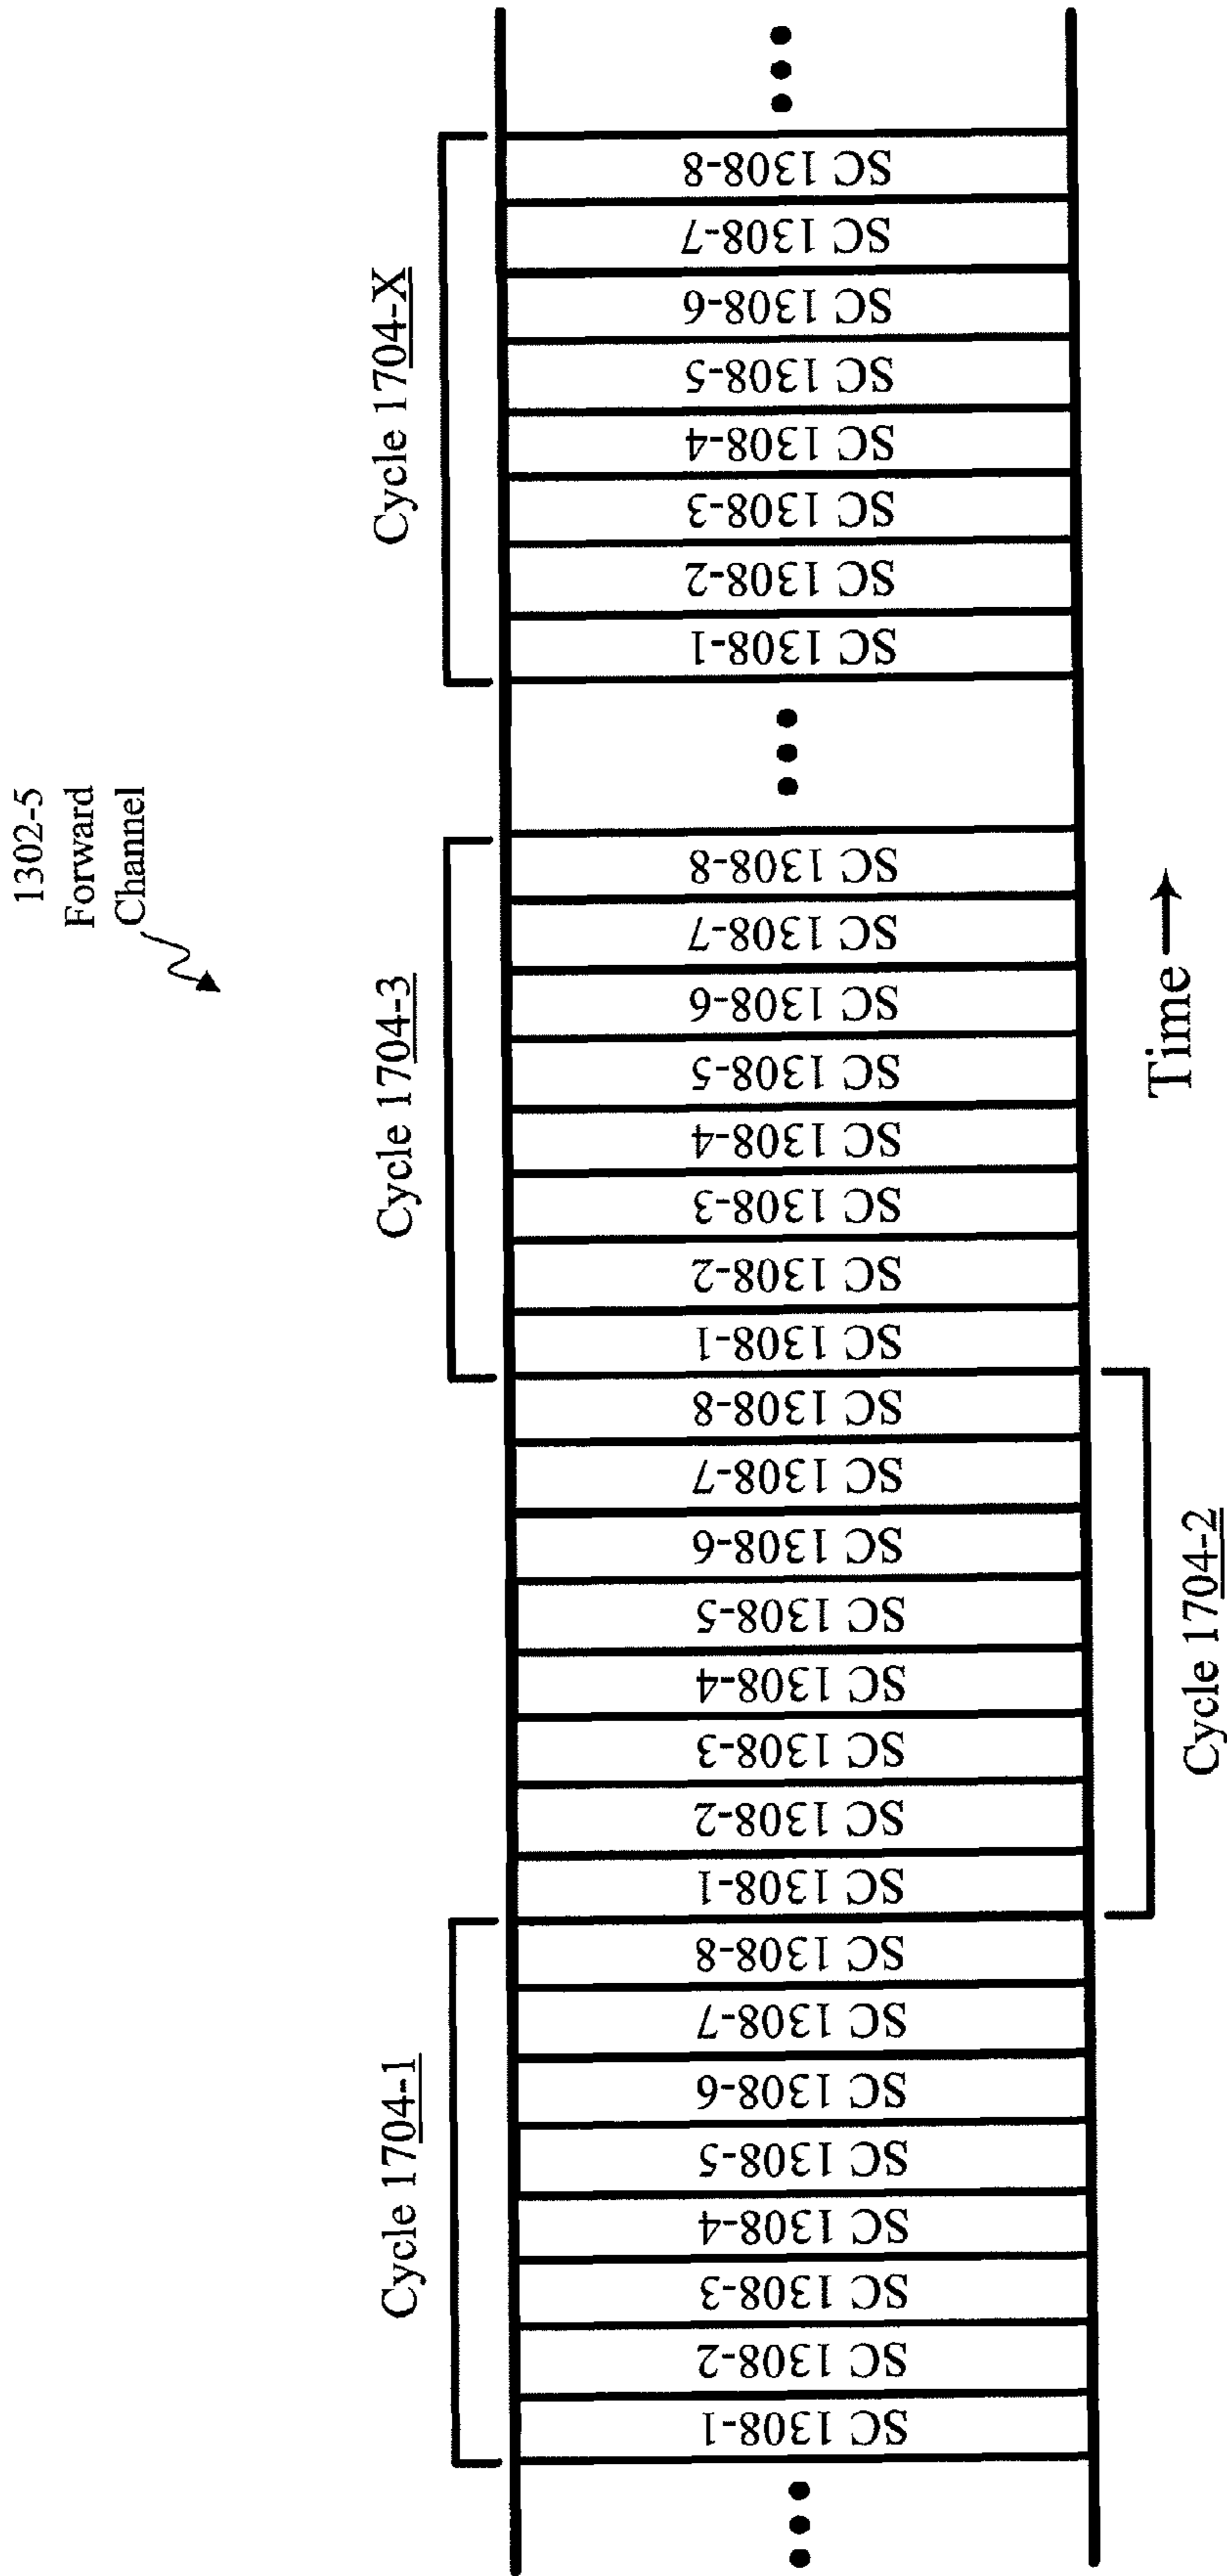 1302-5
Forward
Channel
Cycle 1704-1
Cycle 1704-3
Cycle 1704-X
SC 1308-1
SC 1308-2
SC 1308-3
SC 1308-4
SC 1308-5
SC 1308-6
SC 1308-7
SC 1308-8
SC 1308-1
SC 1308-2
SC 1308-3
SC 1308-4
SC 1308-5
SC 1308-6
SC 1308-7
SC 1308-8
SC 1308-1
SC 1308-2
SC 1308-3
SC 1308-4
SC 1308-5
SC 1308-6
SC 1308-7
SC 1308-8
SC 1308-1
SC 1308-2
SC 1308-3
SC 1308-4
SC 1308-5
SC 1308-6
SC 1308-7
SC 1308-8
Cycle 1704-2
Time